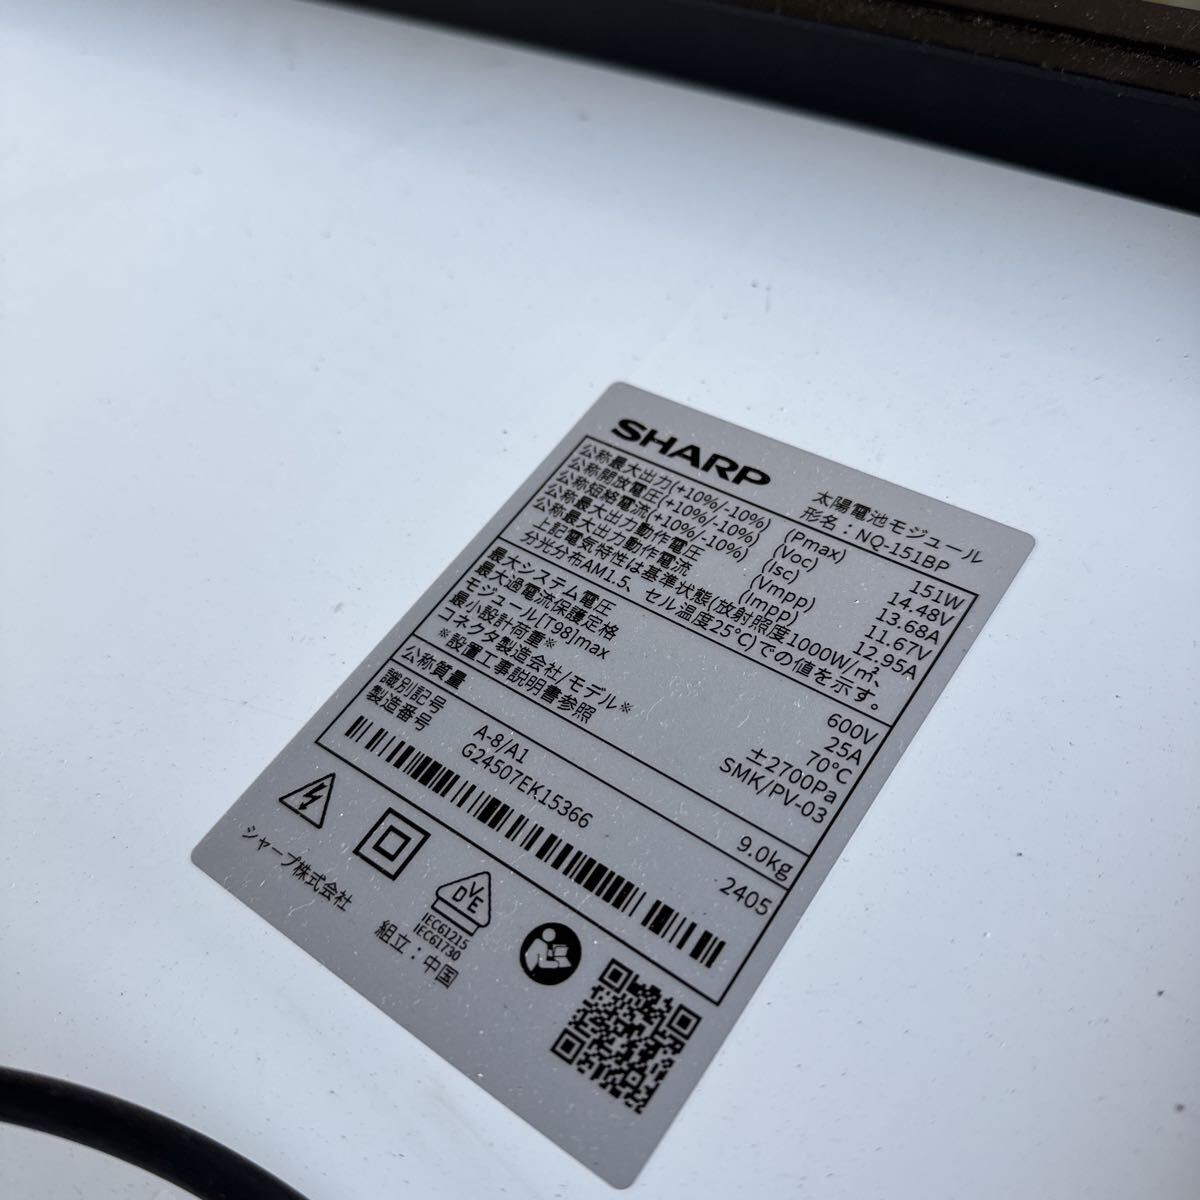 SHARP
太陽電池モジュール
形名：NQ-151BP
公称最大出力(+10%/-10%) (Pmax) 151W
公称開放電圧(+10%/-10%) (Voc) 14.48V
公称短絡電流(+10%/-10%) (Isc) 13.68A
公称最大出力動作電圧 (Vmpp) 11.67V
公称最大出力動作電流 (Impp) 12.95A
上記電気特性は基準状態(放射照度1000W/㎡、
分光分布AM1.5、セル温度25℃)での値を示す。
最大システム電圧 600V
最大過電流保護定格 25A
モジュール[T98]max 70℃
最小設計荷重※ ±2700Pa
コネクタ製造会社/モデル※ SMK/PV-03
※設置工事説明書参照
公称質量 9.0kg
識別記号 A-8/A1 2405
製造番号 G24507EK15366
DVE
IEC61215
IEC61730
シャープ株式会社 組立：中国